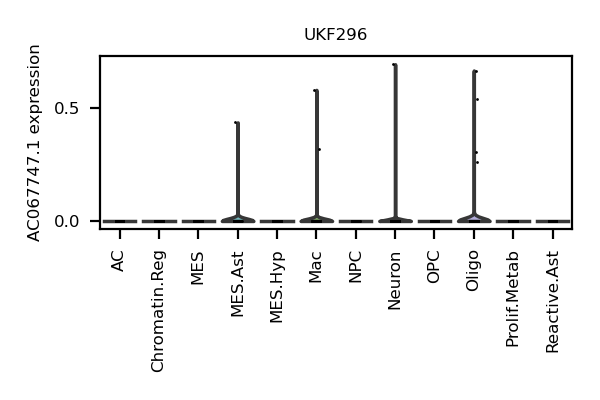 UKF296
AC067747.1 expression
0.5
0.0
AC
Chromatin.Reg
MES
MES.Ast
MES.Hyp
Mac
NPC
Neuron
OPC
Oligo
Prolif.Metab
Reactive.Ast